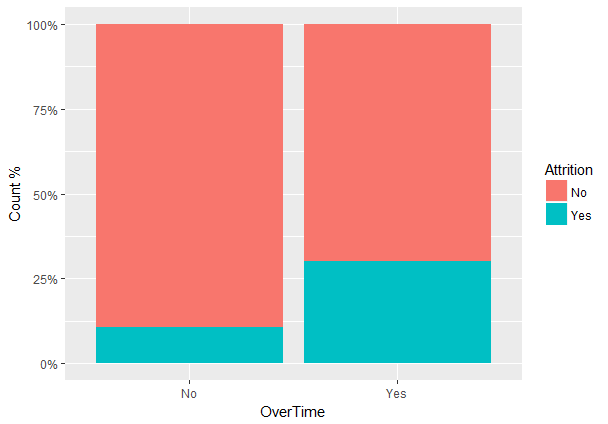 100%
75%
50%
25%
0%
Count %
No
Yes
OverTime
Attrition
No
Yes